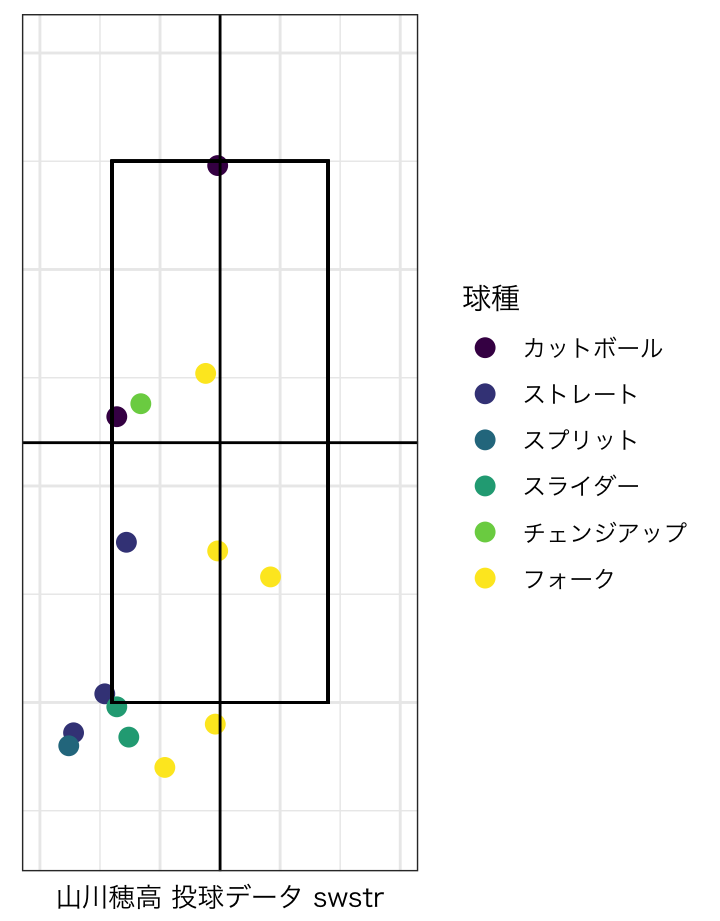 球種
カットボール
ストレート
スプリット
スライダー
チェンジアップ
フォーク
山川穂高 投球データ swstr